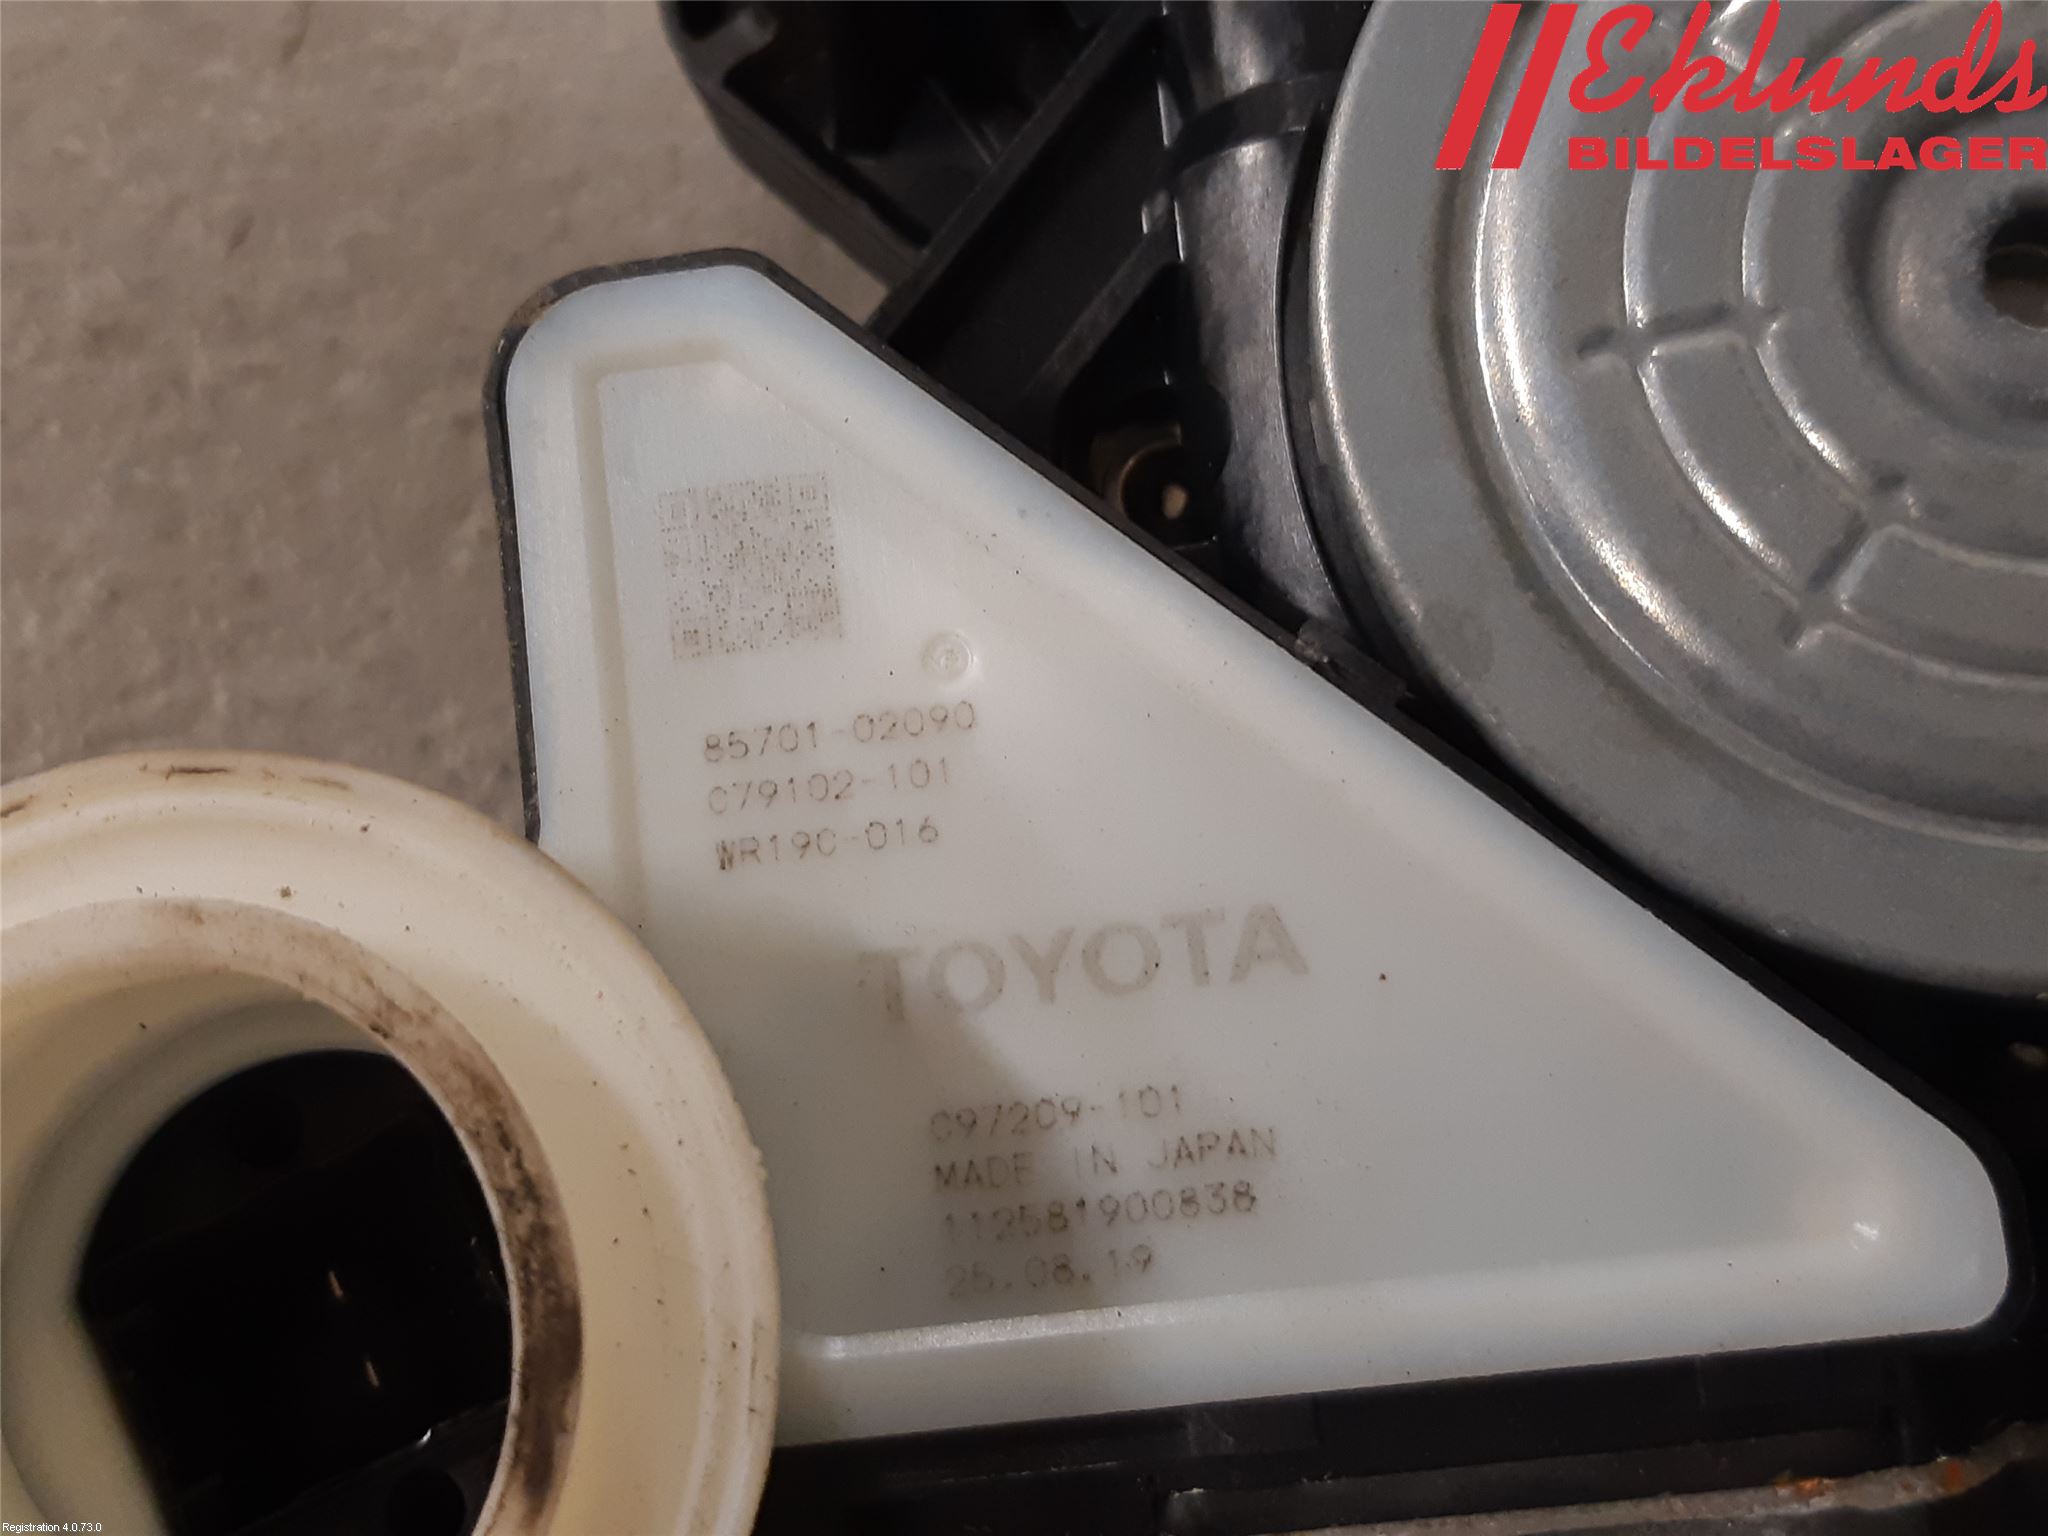 Eklunds
BILDELSLAGER
85701-02090
C79102-101
WR190-016
TOYOTA
C97209-101
MADE IN JAPAN
112581900838
25.08.19
Registration 4.0.73.0